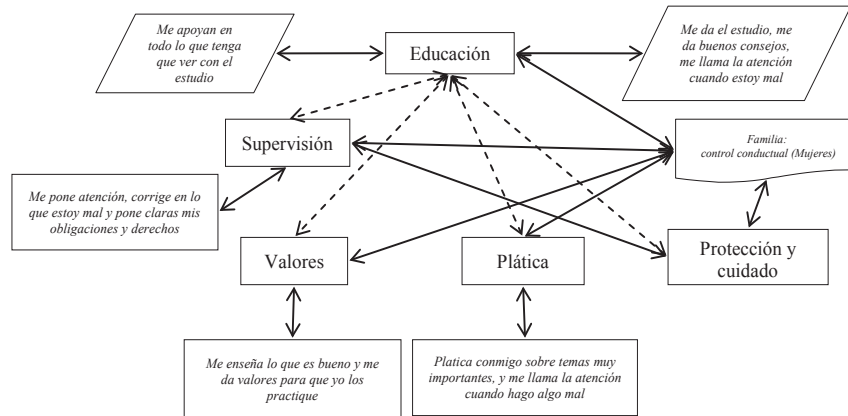 Me apoyan en
todo lo que tenga
que ver con el
estudio
Educación
Me da el estudio, me
da buenos consejos,
me llama la atención
cuando estoy mal
Supervisión
Familia:
control conductual (Mujeres)
Me pone atención, corrige en lo
que estoy mal y pone claras mis
obligaciones y derechos
Valores
Plática
Protección y
cuidado
Me enseña lo que es bueno y me
da valores para que yo los
practique
Platica conmigo sobre temas muy
importantes, y me llama la atención
cuando hago algo mal